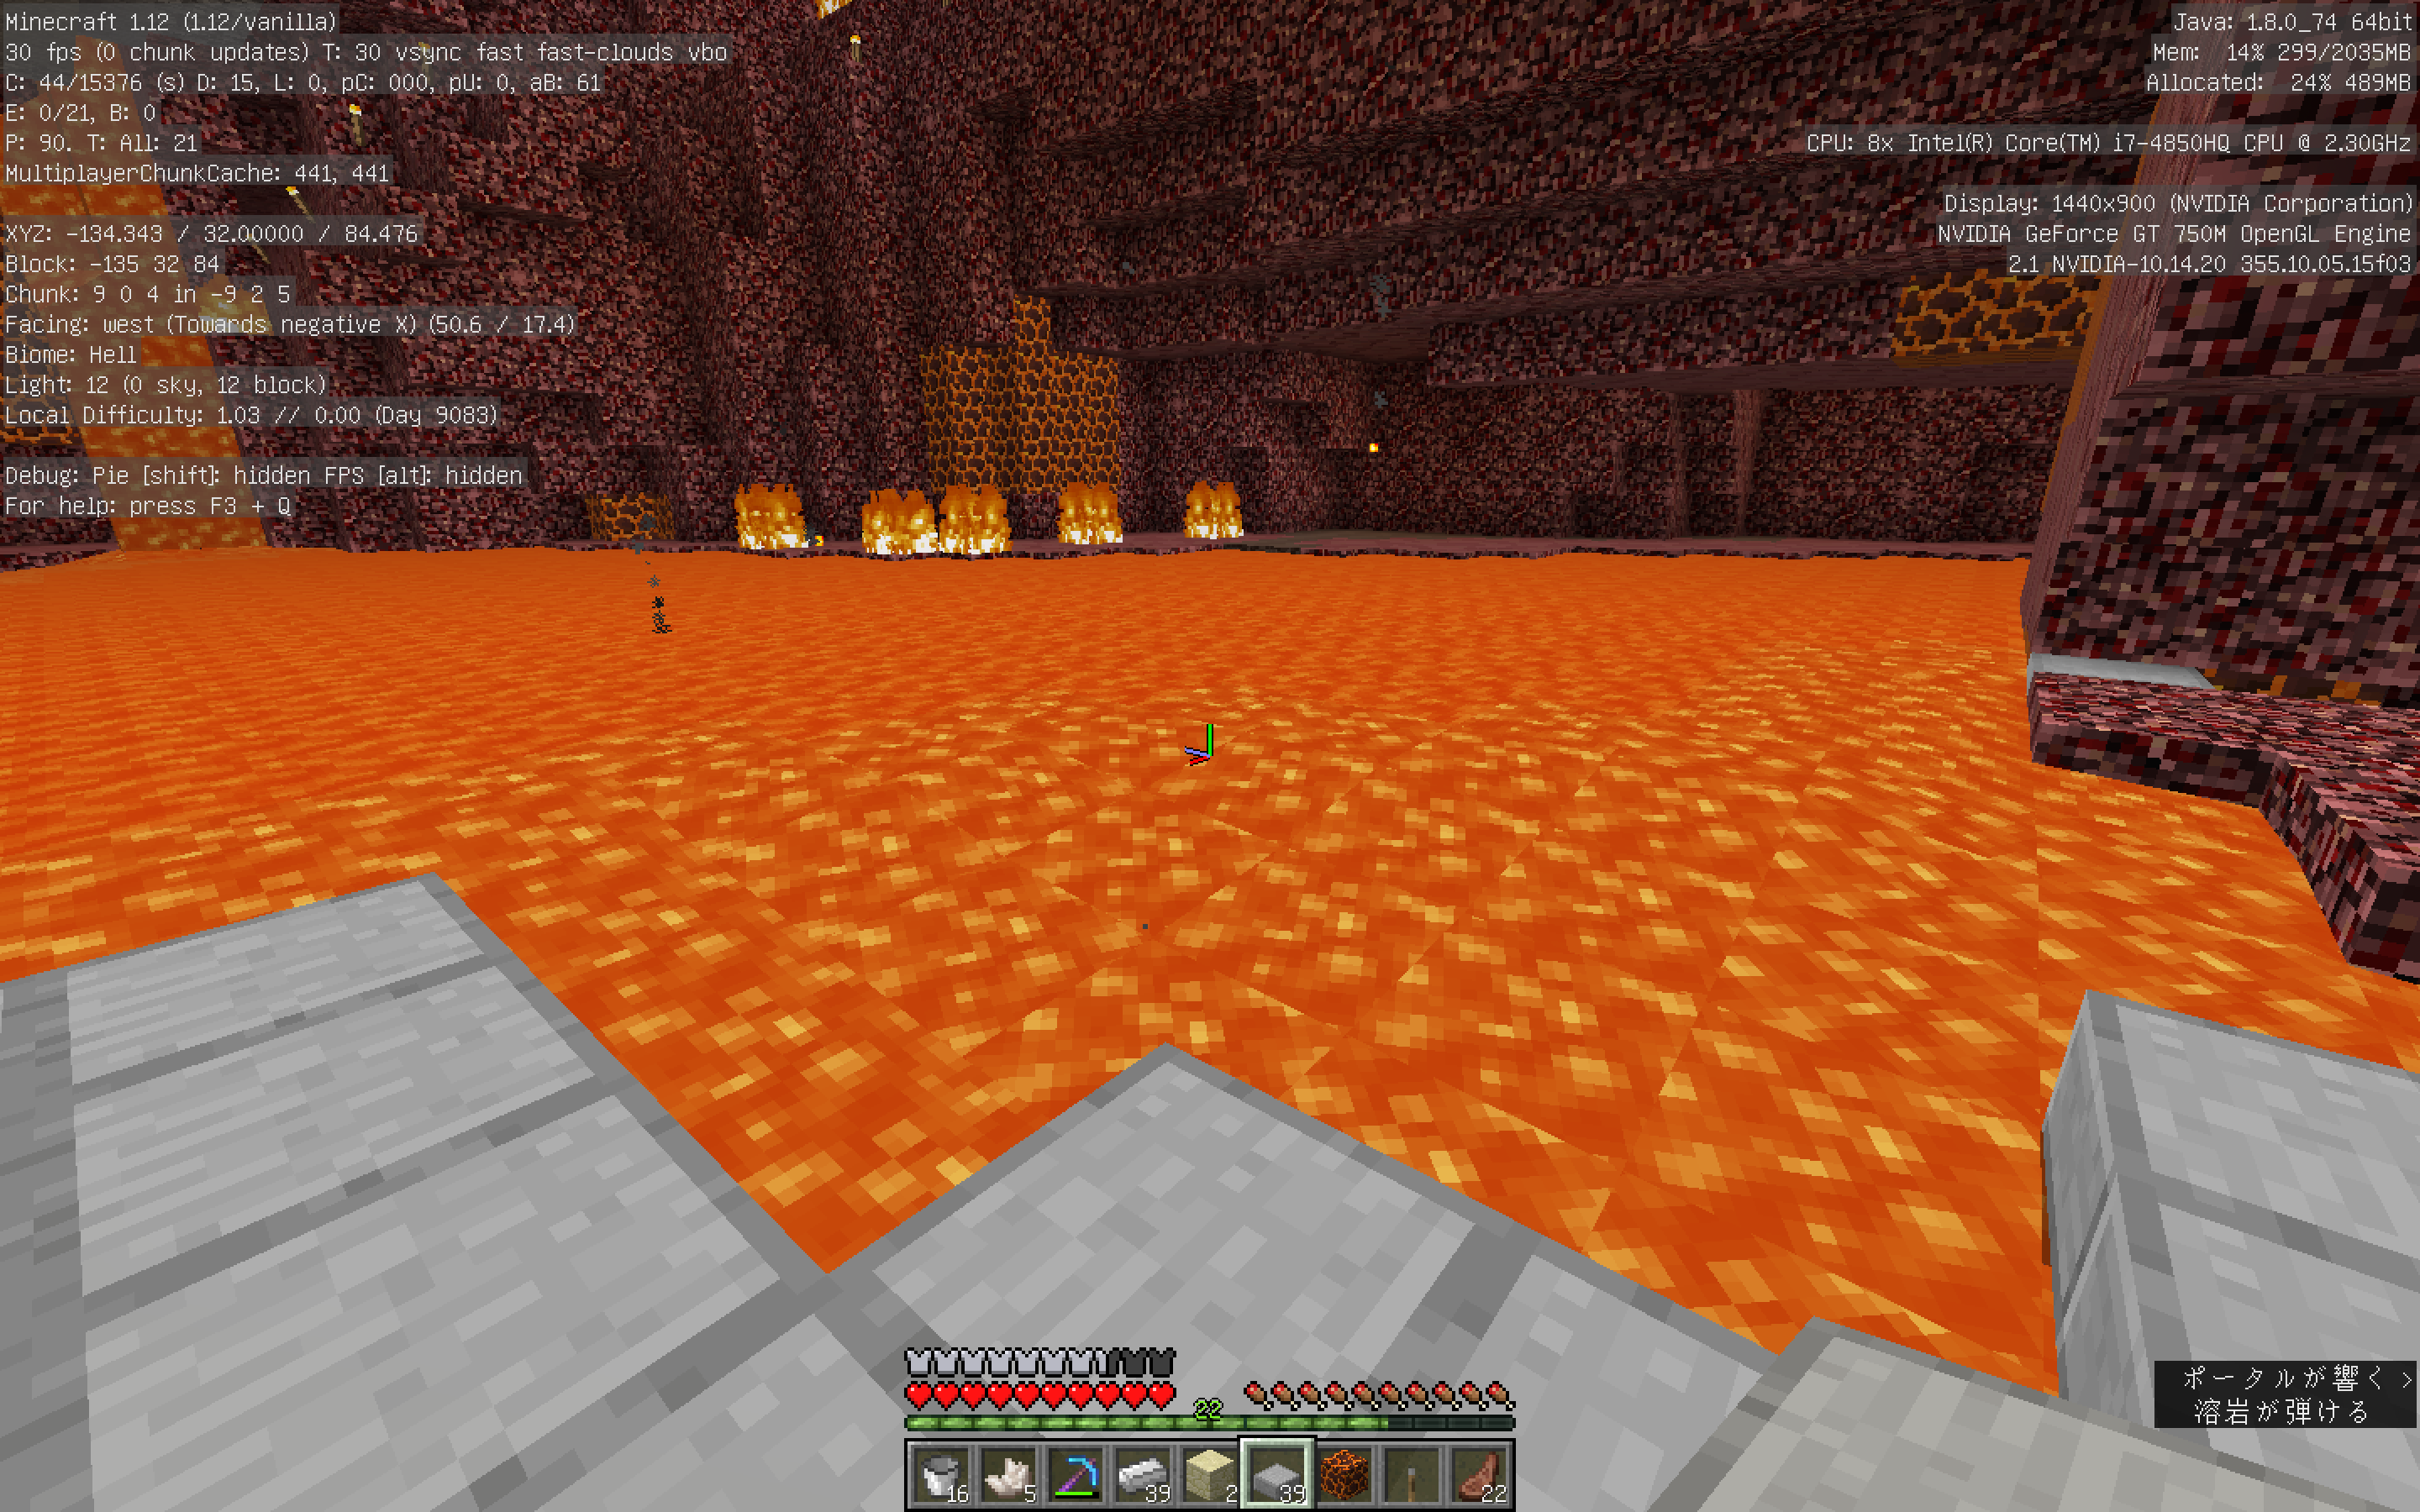 Minecraft 1.12 (1.12/vanilla)
30 fps (0 chunk updates) T: 30 vsync fast fast-clouds vbo
C: 44/15376 (s) D: 15, L: 0, pC: 000, pU: 0, aB: 61
E: 0/21, B: 0
P: 90. T: All: 21
MultiplayerChunkCache: 441, 441
XYZ: -134.343 / 32.00000 / 84.476
Block: -135 32 84
Chunk: 9 0 4 in -9 2 5
Facing: west (Towards negative X) (50.6 / 17.4)
Biome: Hell
Light: 12 (0 sky, 12 block)
Local Difficulty: 1.03 // 0.00 (Day 9083)
Debug: Pie [shift]: hidden FPS [alt]: hidden
For help: press F3 + Q
Java: 1.8.0_74 64bit
Mem: 14% 299/2035MB
Allocated: 24% 489MB
CPU: 8x Intel(R) Core(TM) i7-4850HQ CPU @ 2.30GHz
Display: 1440x900 (NVIDIA Corporation)
NVIDIA GeForce GT 750M OpenGL Engine
2.1 NVIDIA-10.14.20 355.10.05.15f03
ポータルが響く >
溶岩が弾ける
22
16 5 39 2 39 22